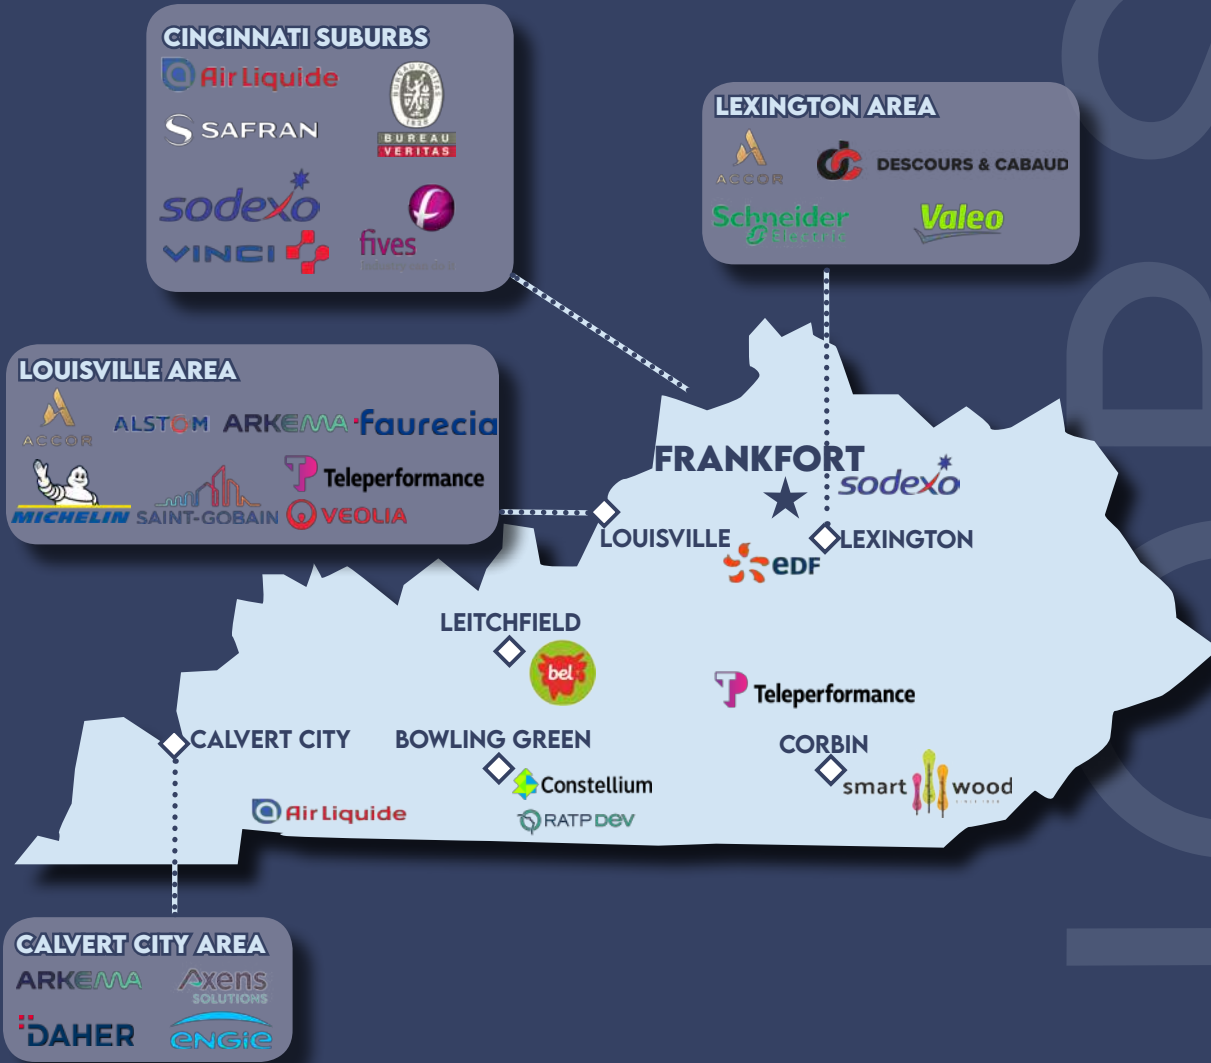 CINCINNATI SUBURBS
Air Liquide
BUREAU VERITAS
1828
BUREAU
VERITAS
SAFRAN
sodexo
VINCI
fives
LEXINGTON AREA
ACCOR
DESCOURS & CABAUD
Schneider
Electric
Valeo
LOUISVILLE AREA
ACCOR
ALSTOM
ARKEMA
faurecia
MICHELIN
SAINT-GOBAIN
Teleperformance
VEOLIA
FRANKFORT
sodexo
LOUISVILLE
LEXINGTON
eDF
LEITCHFIELD
bel
Teleperformance
CALVERT CITY
BOWLING GREEN
CORBIN
Constellium
smart wood
Air Liquide
RATP DEV
CALVERT CITY AREA
ARKEMA
Axens
SOLUTIONS
DAHER
ENGIE